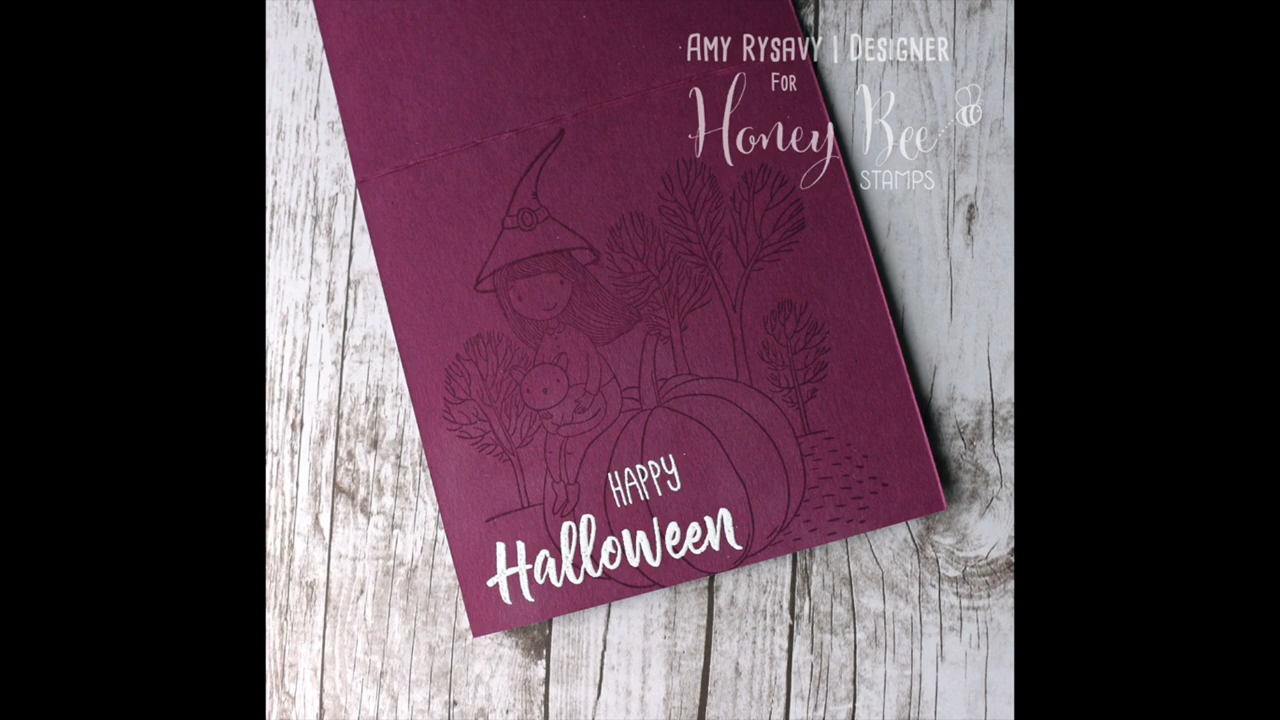 AMY RYSAVY | DESIGNER
FOR
Honey Bee
STAMPS
HAPPY
Halloween